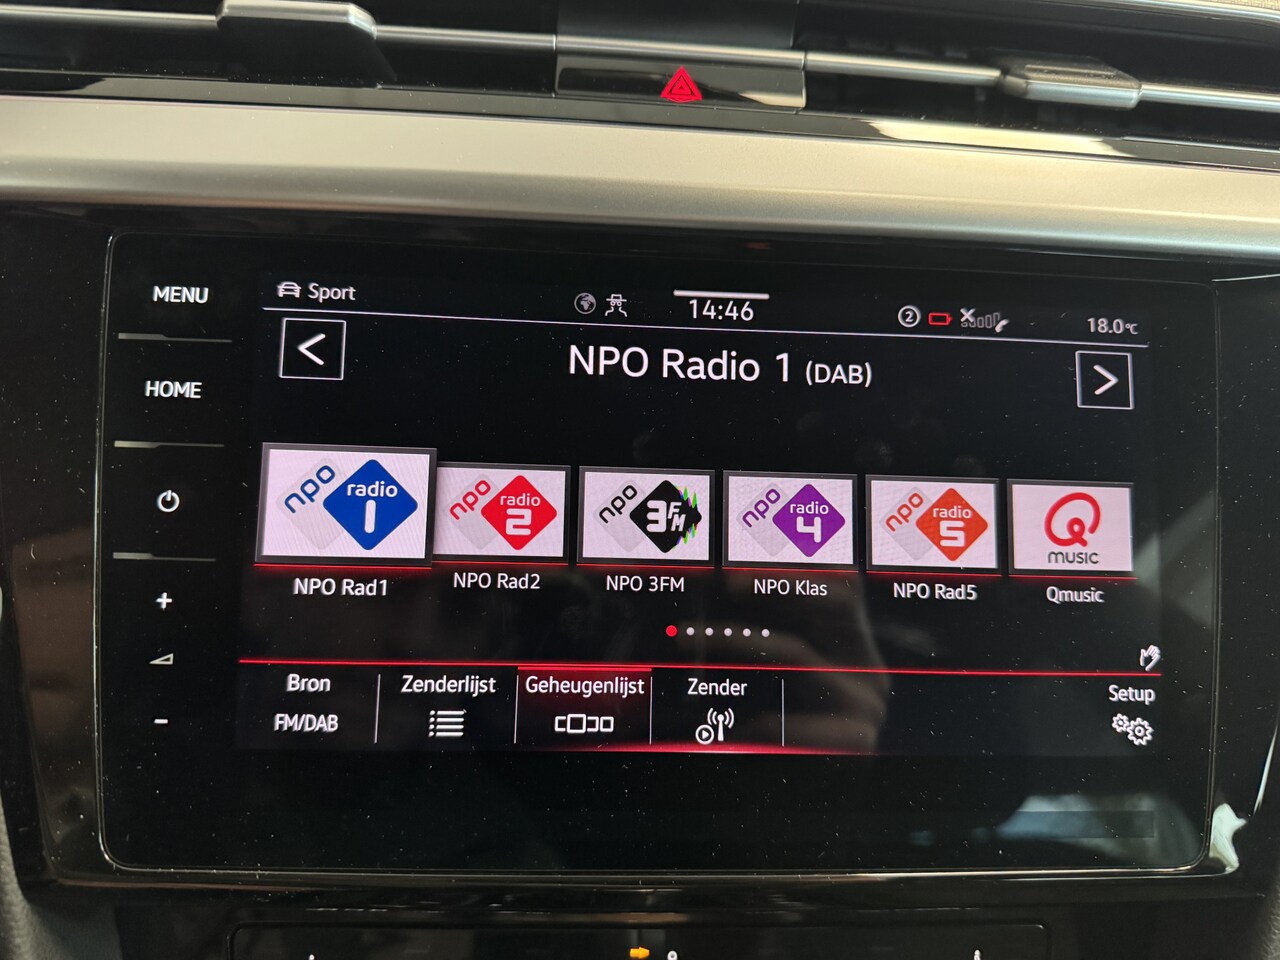 MENU
HOME
+
-
Sport
14:46
2
18.0°C
<
NPO Radio 1 (DAB)
>
npo radio 1
npo radio 2
npo 3FM
npo radio 4
npo radio 5
Q MUSIC
NPO Rad1
NPO Rad2
NPO 3FM
NPO Klas
NPO Rad5
Qmusic
Bron
FM/DAB
Zenderlijst
Geheugenlijst
Zender
Setup